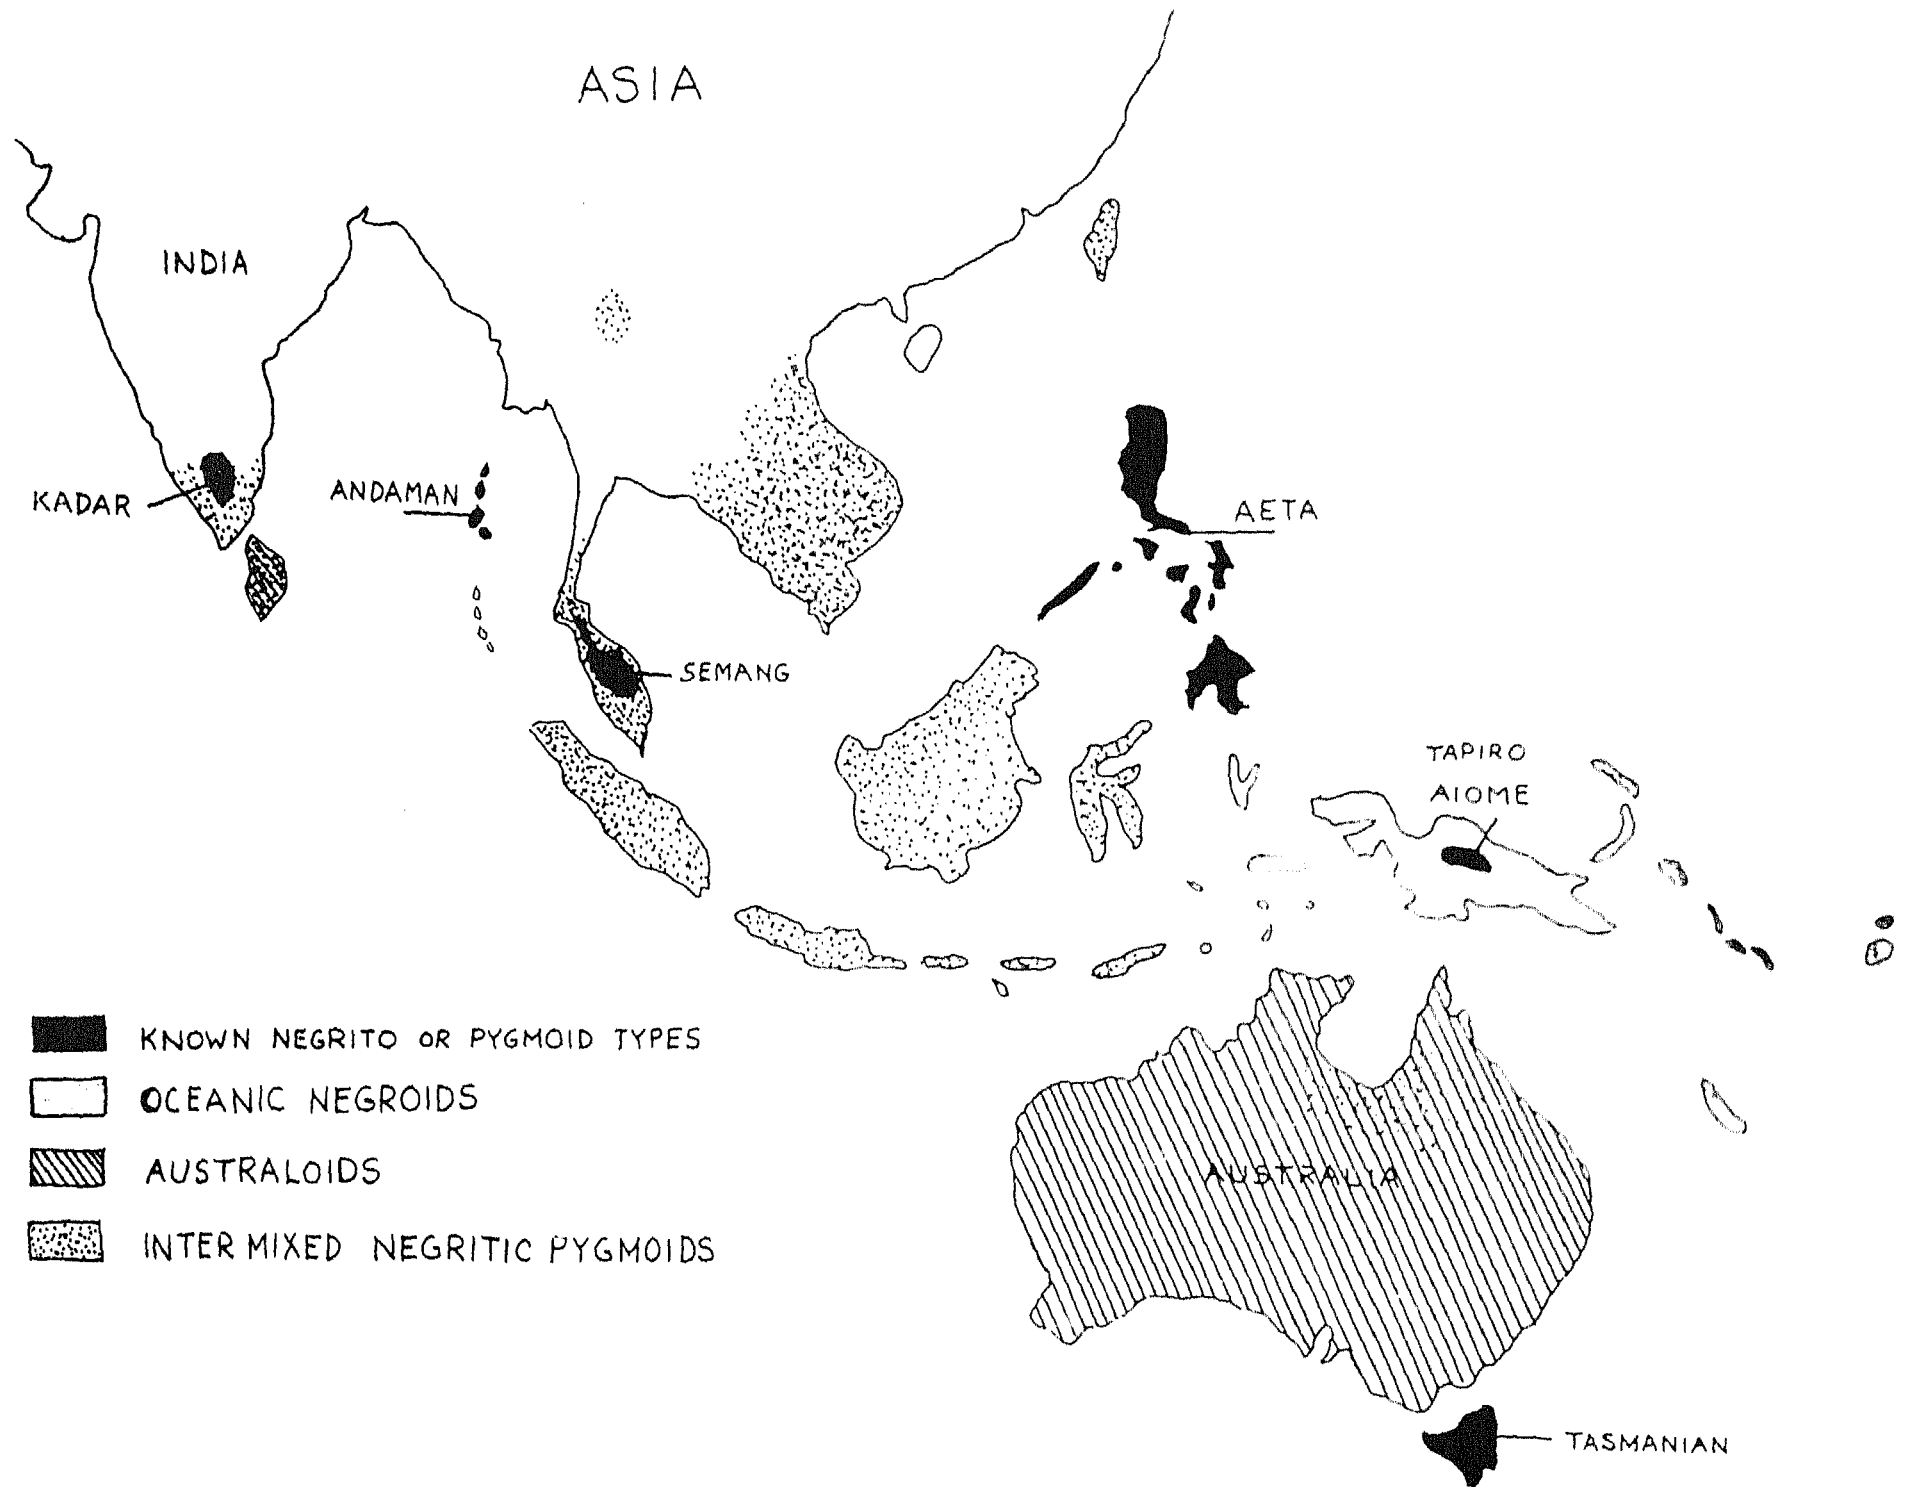 ASIA
INDIA
KADAR
ANDAMAN
AETA
SEMANG
TAPIRO
AIOME
KNOWN NEGRITO OR PYGMOID TYPES
OCEANIC NEGROIDS
AUSTRALOIDS
INTER MIXED NEGRITIC PYGMOIDS
AUSTRALIA
TASMANIAN